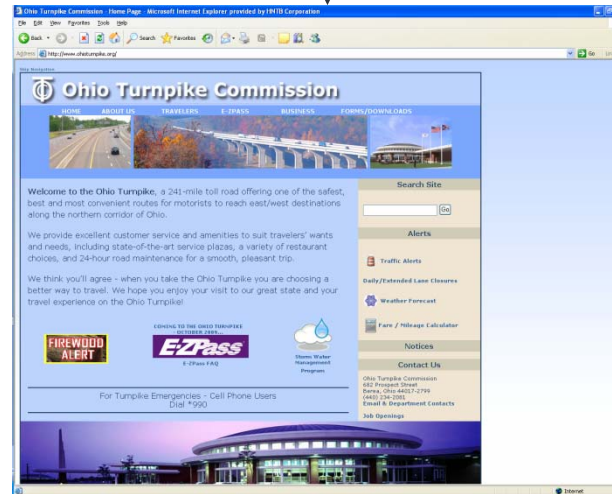 Ohio Turnpike Commission - Home Page - Microsoft Internet Explorer provided by HNTB Corporation
File Edit View Favorites Tools Help
Back Search Favorites
Address http://www.ohioturnpike.org/ Go
Site Navigation
Ohio Turnpike Commission
HOME ABOUT US TRAVELERS E-ZPASS BUSINESS FORMS/DOWNLOADS
Welcome to the Ohio Turnpike, a 241-mile toll road offering one of the safest,
best and most convenient routes for motorists to reach east/west destinations
along the northern corridor of Ohio.
We provide excellent customer service and amenities to suit travelers' wants
and needs, including state-of-the-art service plazas, a variety of restaurant
choices, and 24-hour road maintenance for a smooth, pleasant trip.
We think you'll agree - when you take the Ohio Turnpike you are choosing a
better way to travel. We hope you enjoy your visit to our great state and your
travel experience on the Ohio Turnpike!
FIREWOOD
ALERT
COMING TO THE OHIO TURNPIKE
- OCTOBER 2009...
E-ZPass
E-ZPass FAQ
Storm Water
Management
Program
For Turnpike Emergencies - Cell Phone Users
Dial *990
Search Site
Go
Alerts
Traffic Alerts
Daily/Extended Lane Closures
Weather Forecast
Fare / Mileage Calculator
Notices
Contact Us
Ohio Turnpike Commission
682 Prospect Street
Berea, Ohio 44017-2799
(440) 234-2081
Email & Department Contacts
Job Openings
Internet